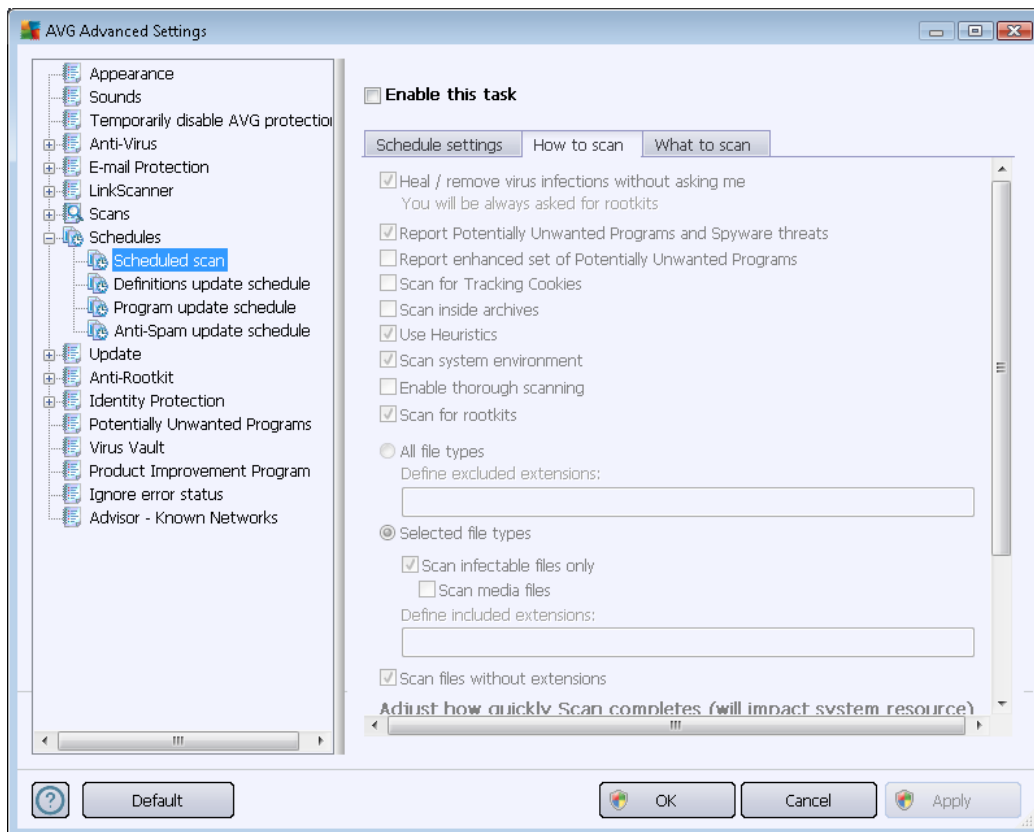 AVG Advanced Settings
Appearance
Sounds
Temporarily disable AVG protection
Anti-Virus
E-mail Protection
LinkScanner
Scans
Schedules
Scheduled scan
Definitions update schedule
Program update schedule
Anti-Spam update schedule
Update
Anti-Rootkit
Identity Protection
Potentially Unwanted Programs
Virus Vault
Product Improvement Program
Ignore error status
Advisor - Known Networks
Enable this task
Schedule settings
How to scan
What to scan
Heal / remove virus infections without asking me
You will be always asked for rootkits
Report Potentially Unwanted Programs and Spyware threats
Report enhanced set of Potentially Unwanted Programs
Scan for Tracking Cookies
Scan inside archives
Use Heuristics
Scan system environment
Enable thorough scanning
Scan for rootkits
All file types
Define excluded extensions:
Selected file types
Scan infectable files only
Scan media files
Define included extensions:
Scan files without extensions
Adjust how quickly Scan completes (will impact system resource)
?
Default
OK
Cancel
Apply